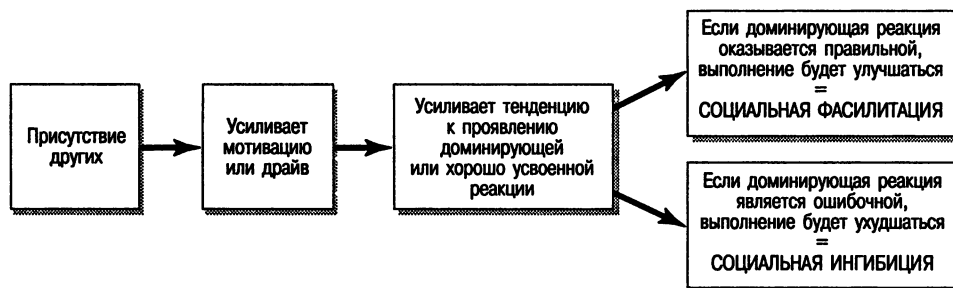 Присутствие
других
Усиливает
мотивацию
или драйв
Усиливает тенденцию
к проявлению
доминирующей
или хорошо усвоенной
реакции
Если доминирующая реакция
оказывается правильной,
выполнение будет улучшаться
=
СОЦИАЛЬНАЯ ФАСИЛИТАЦИЯ
Если доминирующая реакция
является ошибочной,
выполнение будет ухудшаться
=
СОЦИАЛЬНАЯ ИНГИБИЦИЯ